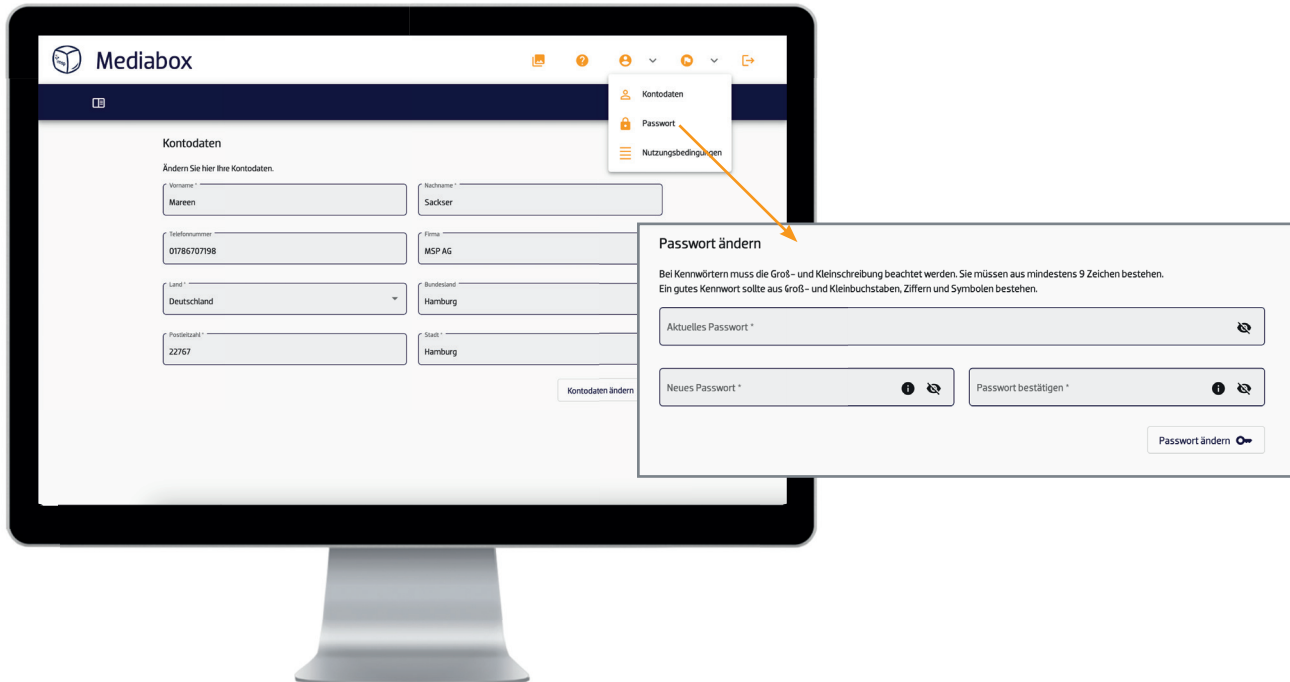 Mediabox
Kontodaten
Passwort
Nutzungsbedingungen
Kontodaten
Ändern Sie hier Ihre Kontodaten.
Vorname *
Mareen
Nachname *
Sackser
Telefonnummer
01786707198
Firma
MSP AG
Land *
Deutschland
Bundesland
Hamburg
Postleitzahl *
22767
Stadt *
Hamburg
Kontodaten ändern
Passwort ändern
Bei Kennwörtern muss die Groß- und Kleinschreibung beachtet werden. Sie müssen aus mindestens 9 Zeichen bestehen.
Ein gutes Kennwort sollte aus Groß- und Kleinbuchstaben, Ziffern und Symbolen bestehen.
Aktuelles Passwort *
Neues Passwort *
Passwort bestätigen *
Passwort ändern